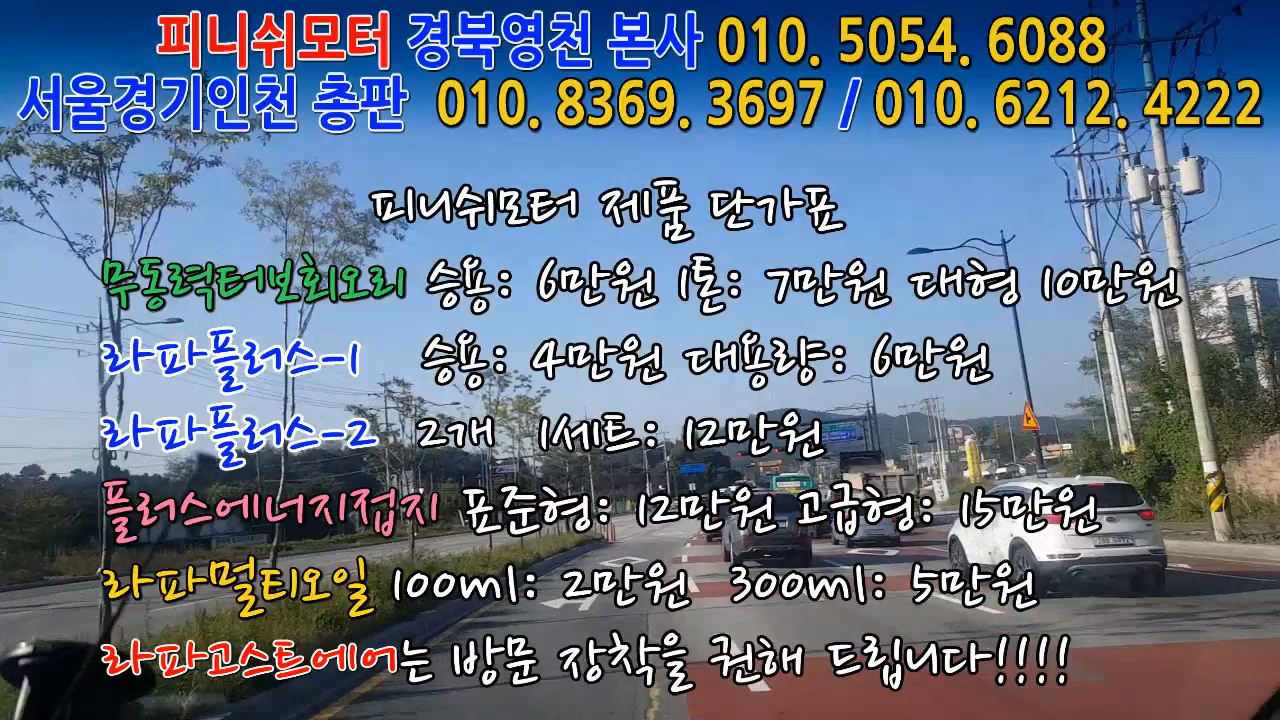 피니쉬모터 경북영천 본사 010. 5054. 6088
서울경기인천 총판 010. 8369. 3697 / 010. 6212. 4222
피니쉬모터 제품 단가표
무동력터보회오리 승용: 6만원 1톤: 7만원 대형 10만원
라파플러스-1 승용: 4만원 대용량: 6만원
라파플러스-2 2개 1세트: 12만원
플러스에너지접지 표준형: 12만원 고급형: 15만원
라파멀티오일 100ml: 2만원 300ml: 5만원
라파고스트에어는 방문 장착을 권해 드립니다!!!!